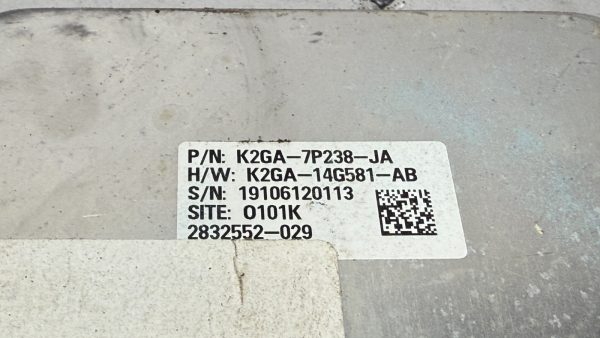 P/N: K2GA-7P238-JA
H/W: K2GA-14G581-AB
S/N: 19106120113
SITE: 0101K
2832552-029